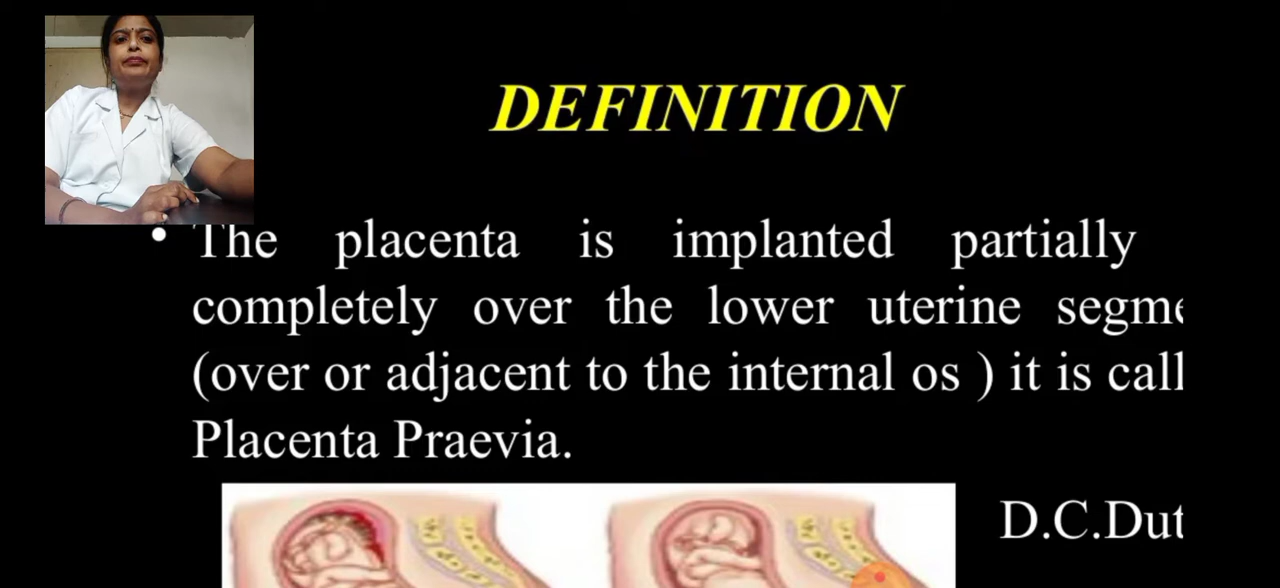 DEFINITION
• The placenta is implanted partially
completely over the lower uterine segme
(over or adjacent to the internal os ) it is call
Placenta Praevia.
D.C.Dut